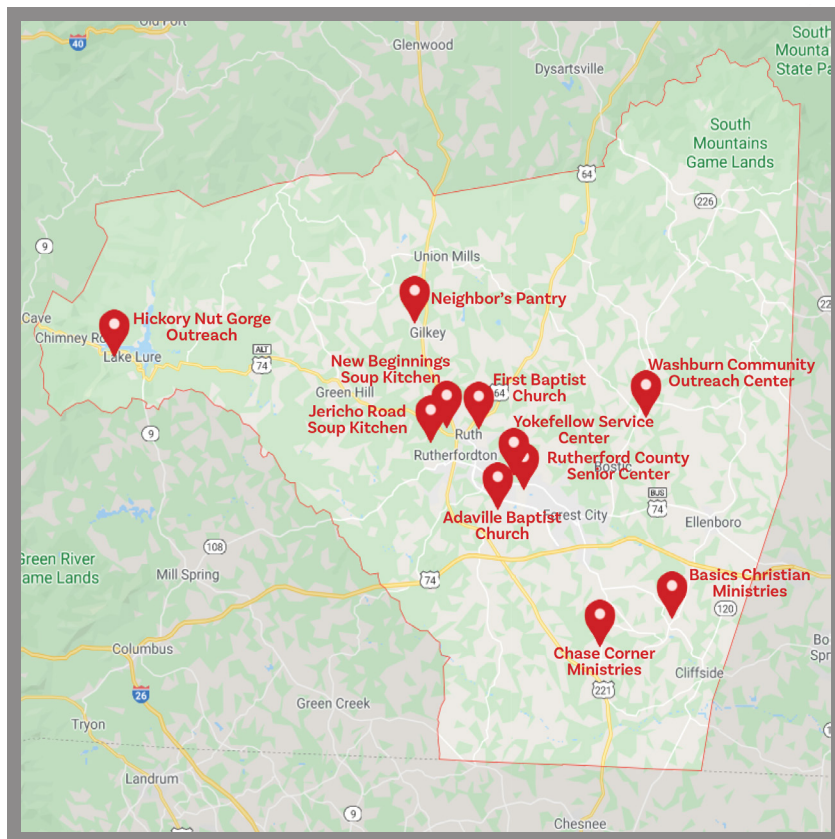 Old Fort
40
Glenwood
Dysartsville
South
Mounta
State Pa
South
Mountains
Game Lands
64
226
9
Union Mills
Neighbor's Pantry
Gilkey
Cave
Hickory Nut Gorge
Outreach
Chimney Ro
Lake Lure
ALT
74
New Beginnings
Soup Kitchen
Green Hill
First Baptist
Church
64
Washburn Community
Outreach Center
Jericho Road
Soup Kitchen
Ruth
Rutherfordton
Yokefellow Service
Center
Rutherford County
Senior Center
Bostic
9
Adaville Baptist
Church
Forest City
BUS
74
Ellenboro
108
Green River
ame Lands
Mill Spring
74
Basics Christian
Ministries
120
Chase Corner
Ministries
Columbus
Bo
Spr
Cliffside
221
26
Green Creek
Tryon
Landrum
9
Chesnee